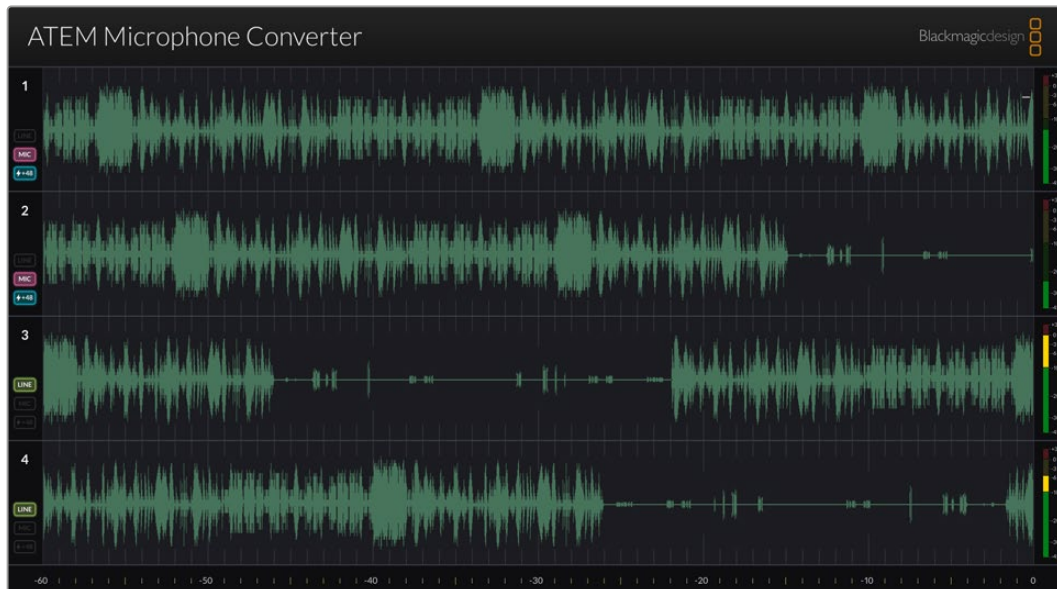 ATEM Microphone Converter
Blackmagicdesign
1
LINE
MIC
+48
2
LINE
MIC
+48
3
LINE
MIC
+48
4
LINE
MIC
+48
-60 -50 -40 -30 -20 -10 0